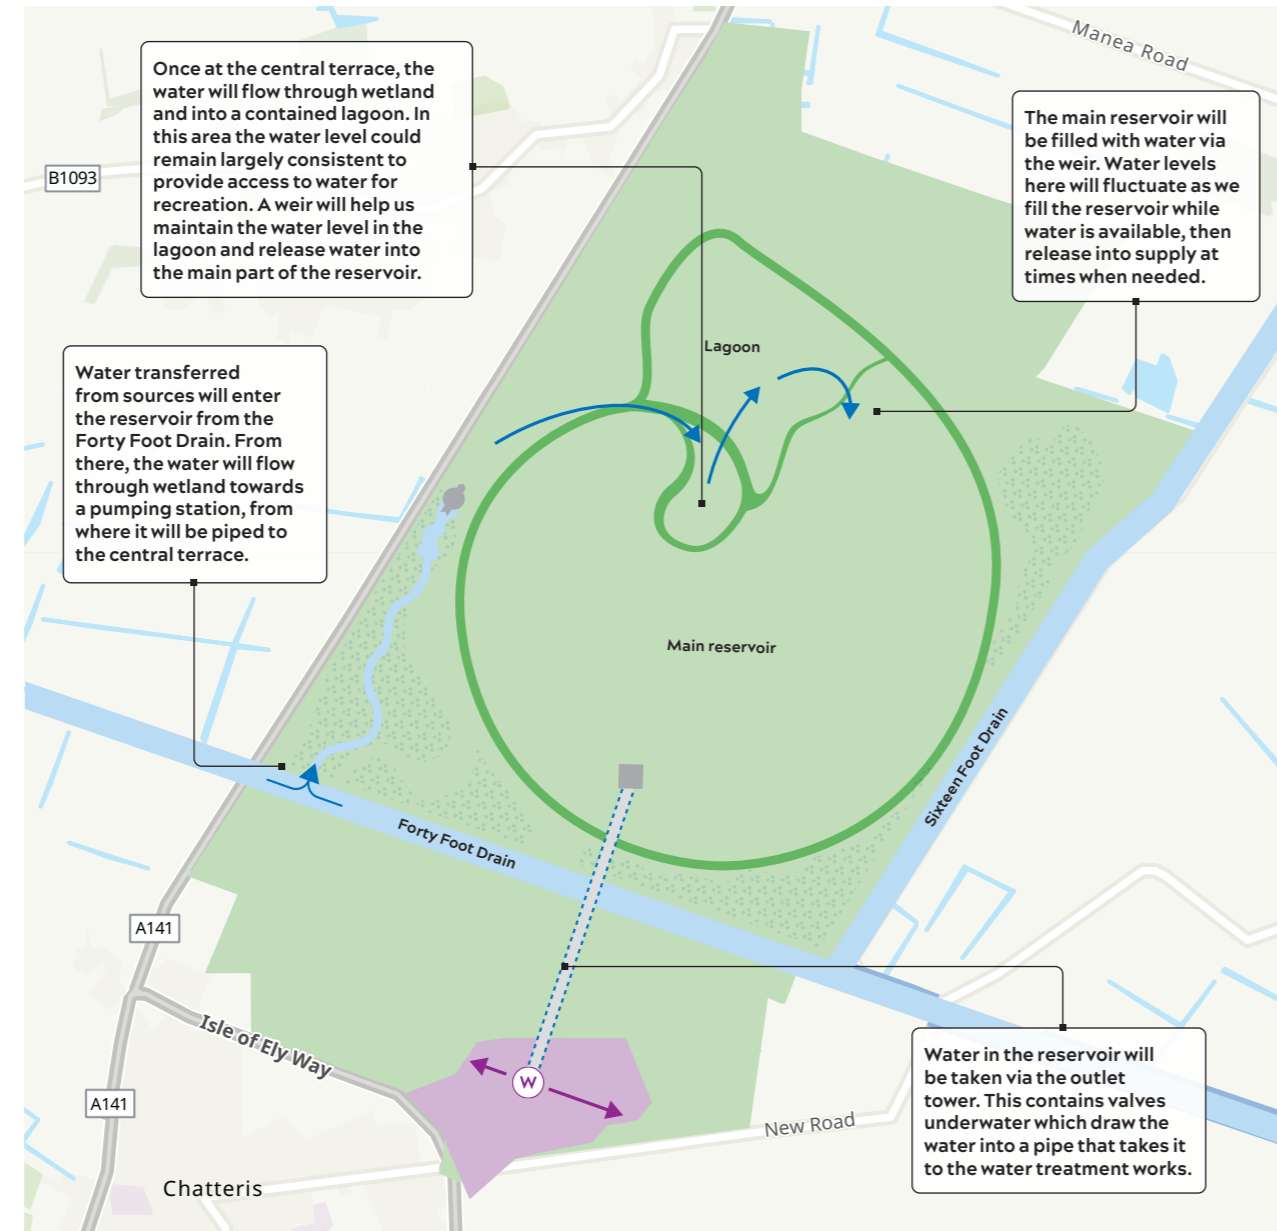 Manea Road
Once at the central terrace, the
water will flow through wetland
and into a contained lagoon. In
this area the water level could
remain largely consistent to
provide access to water for
recreation. A weir will help us
maintain the water level in the
lagoon and release water into
the main part of the reservoir.
The main reservoir will
be filled with water via
the weir. Water levels
here will fluctuate as we
fill the reservoir while
water is available, then
release into supply at
times when needed.
B1093
Lagoon
Water transferred
from sources will enter
the reservoir from the
Forty Foot Drain. From
there, the water will flow
through wetland towards
a pumping station, from
where it will be piped to
the central terrace.
Main reservoir
Sixteen Foot Drain
Forty Foot Drain
A141
Isle of Ely Way
Water in the reservoir will
be taken via the outlet
tower. This contains valves
underwater which draw the
water into a pipe that takes it
to the water treatment works.
W
A141
New Road
Chatteris